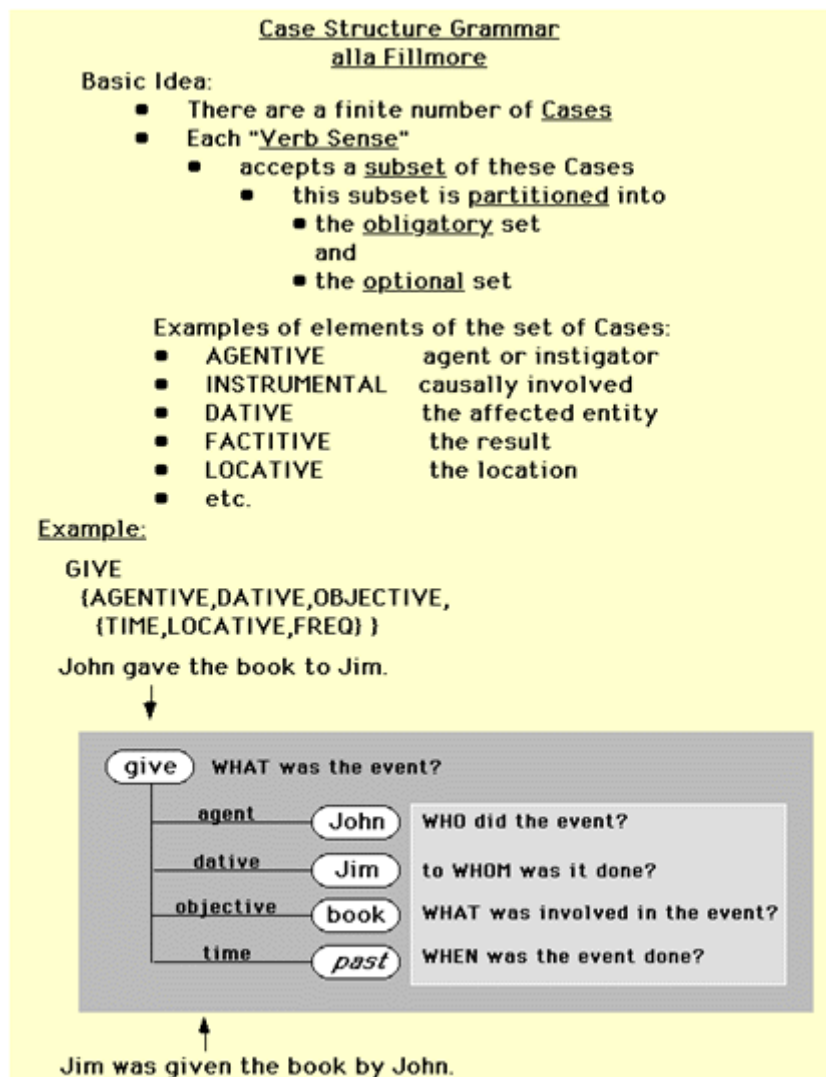 Case Structure Grammar
alla Fillmore
Basic Idea:
There are a finite number of Cases
Each "Verb Sense"
accepts a subset of these Cases
this subset is partitioned into
the obligatory set
and
the optional set
Examples of elements of the set of Cases:
AGENTIVE agent or instigator
INSTRUMENTAL causally involved
DATIVE the affected entity
FACTITIVE the result
LOCATIVE the location
etc.
Example:
GIVE
{AGENTIVE,DATIVE,OBJECTIVE,
{TIME,LOCATIVE,FREQ} }
John gave the book to Jim.
give WHAT was the event?
agent John WHO did the event?
dative Jim to WHOM was it done?
objective book WHAT was involved in the event?
time past WHEN was the event done?
Jim was given the book by John.